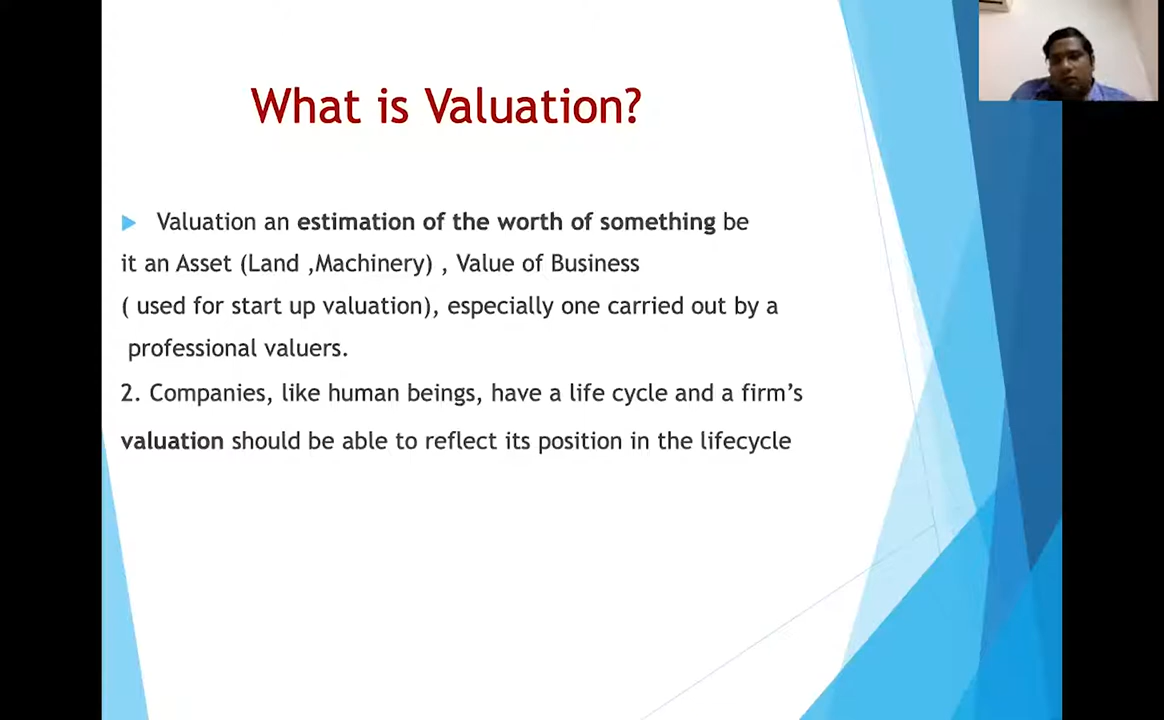 What is Valuation?
Valuation an estimation of the worth of something be
it an Asset (Land ,Machinery) , Value of Business
( used for start up valuation), especially one carried out by a
professional valuers.
2. Companies, like human beings, have a life cycle and a firm’s
valuation should be able to reflect its position in the lifecycle